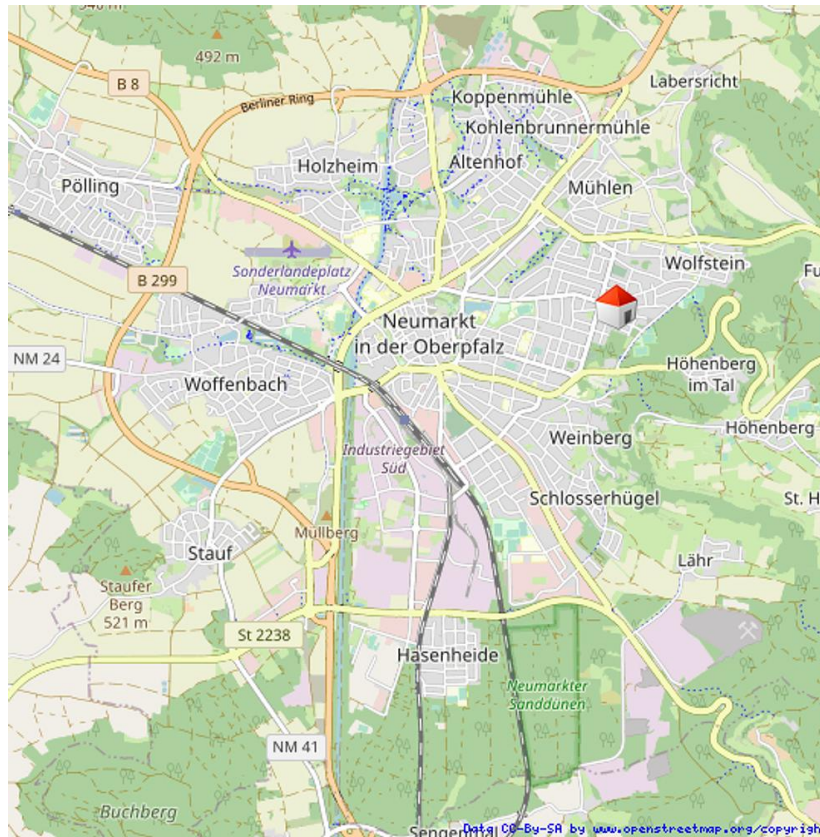 540 m
492 m
B 8
Berliner Ring
Labersricht
Koppenmühle
Kohlenbrunnermühle
Altenhof
Holzheim
Pölling
Mühlen
Wolfstein
B 299
Sonderlandeplatz
Neumarkt
Neumarkt
in der Oberpfalz
NM 24
Woffenbach
Höhenberg
im Tal
Höhenberg
Weinberg
Industriegebiet
Süd
Schlosserhügel
St. H
Müllberg
Stauf
Lähr
Staufer
Berg
521 m
St 2238
Hasenheide
Neumarkter
Sanddünen
NM 41
Buchberg
Sengenthal
Data CC-By-SA by www.openstreetmap.org/copyrigh